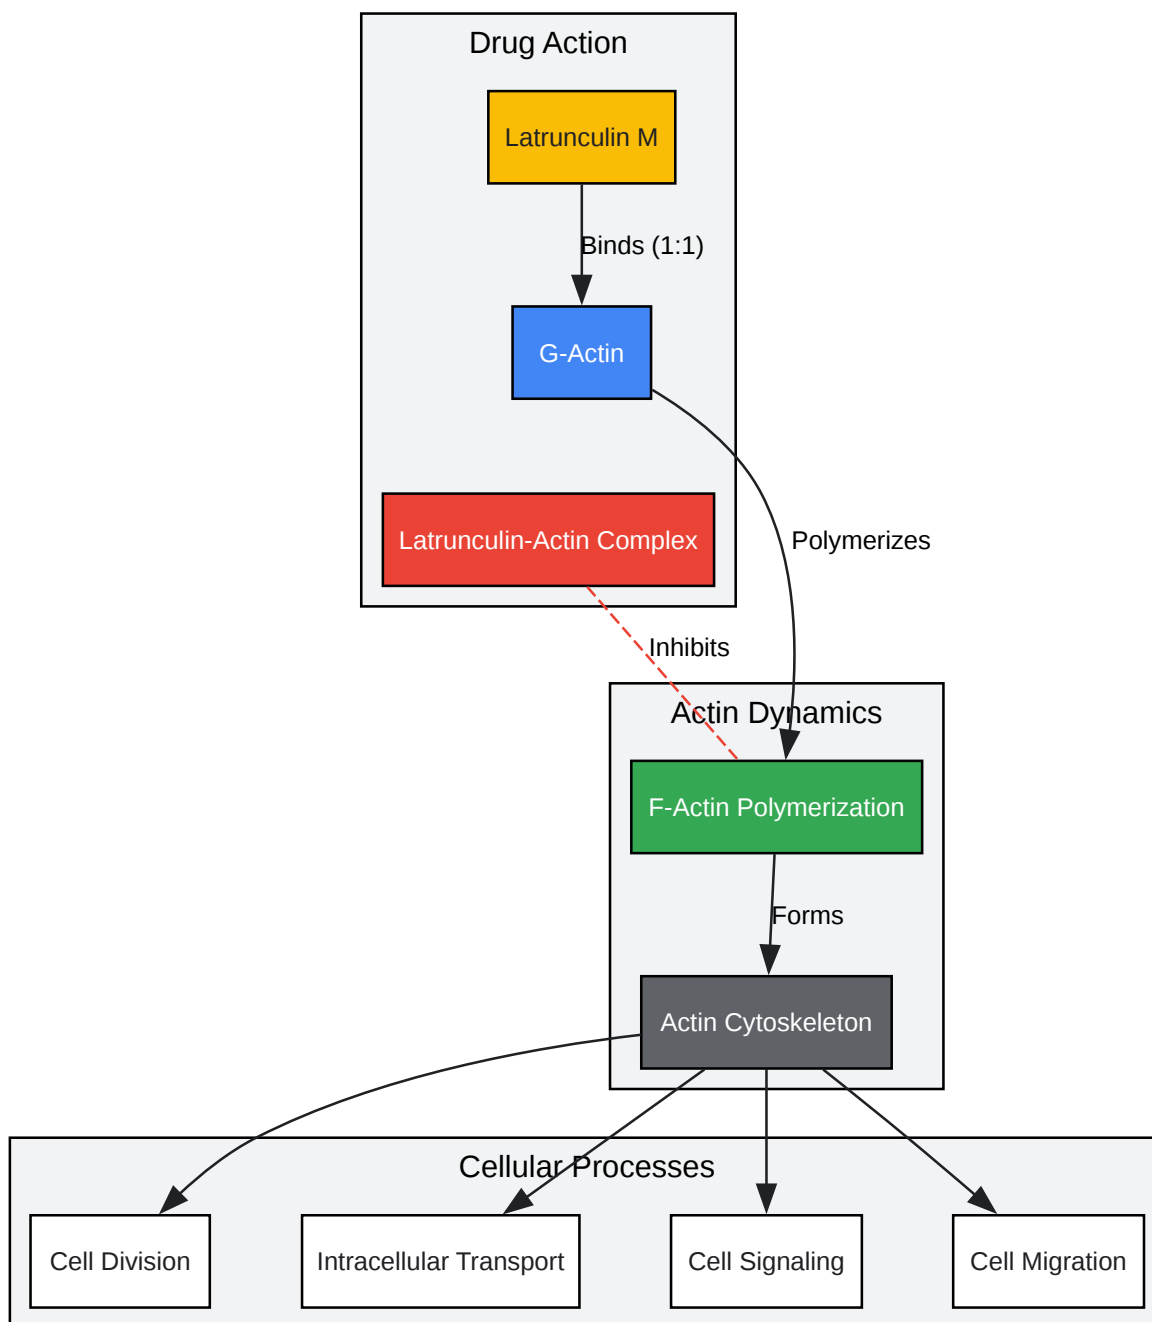 Drug Action
Latrunculin M
Binds (1:1)
G-Actin
Latrunculin-Actin Complex
Polymerizes
Inhibits
Actin Dynamics
F-Actin Polymerization
Forms
Actin Cytoskeleton
Cellular Processes
Cell Division
Intracellular Transport
Cell Signaling
Cell Migration